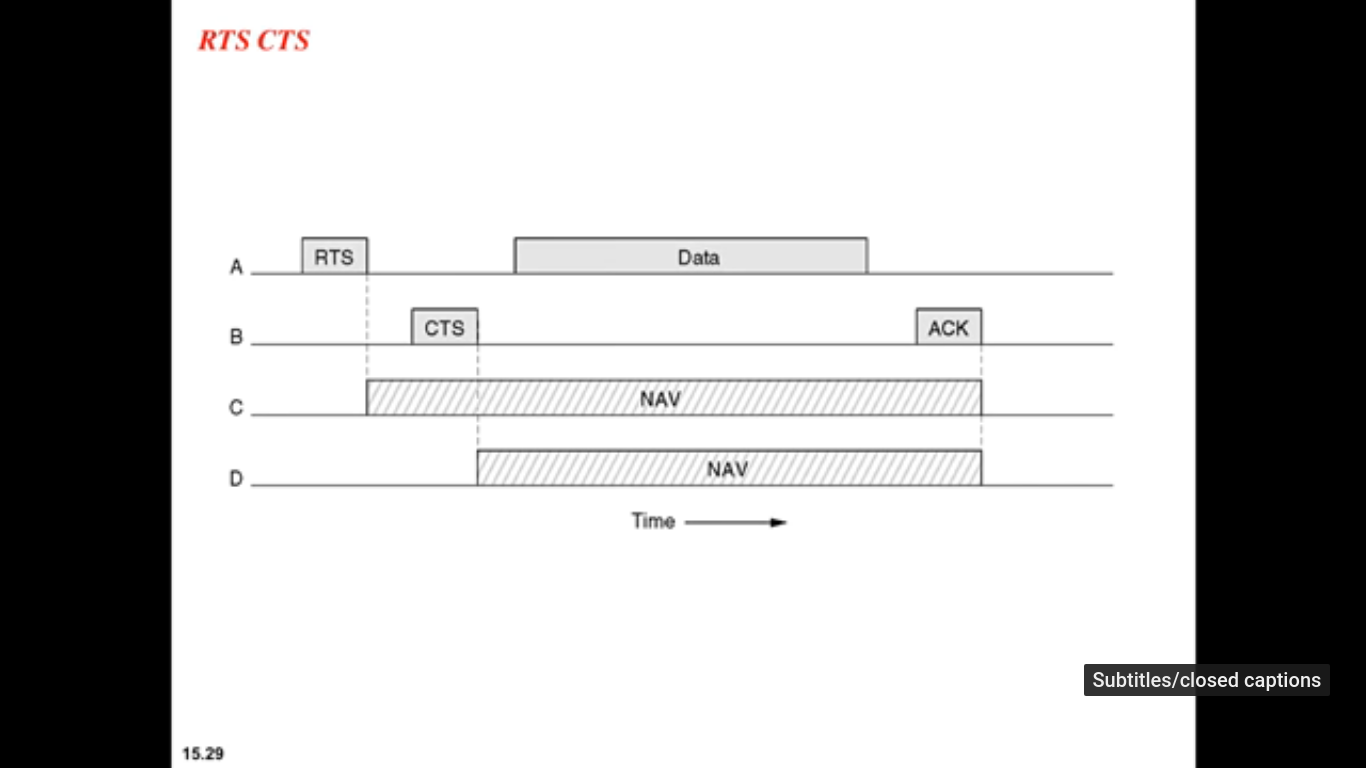 RTS CTS
A RTS Data
B CTS ACK
C NAV
D NAV
Time
Subtitles/closed captions
15.29